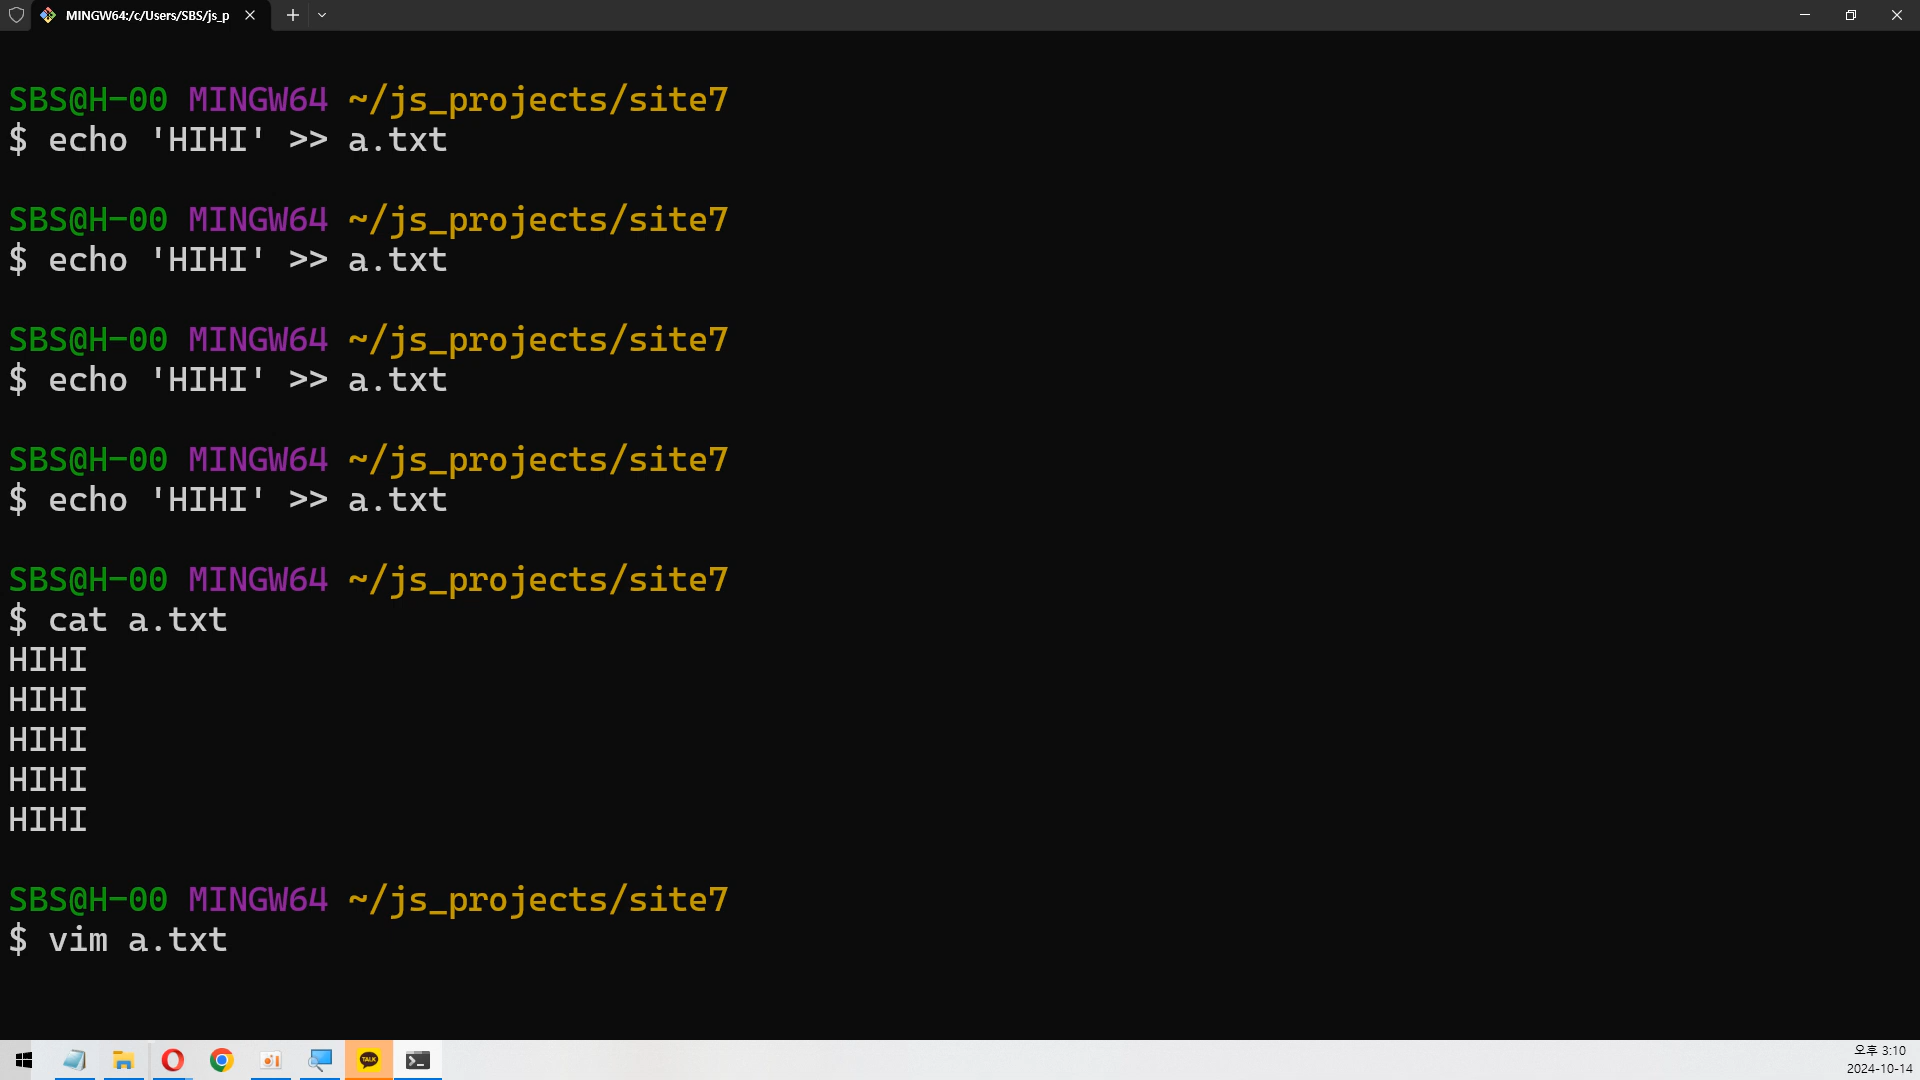 MINGW64:/c/Users/SBS/js_p
SBS@H-00 MINGW64 ~/js_projects/site7
$ echo 'HIHI' >> a.txt
SBS@H-00 MINGW64 ~/js_projects/site7
$ echo 'HIHI' >> a.txt
SBS@H-00 MINGW64 ~/js_projects/site7
$ echo 'HIHI' >> a.txt
SBS@H-00 MINGW64 ~/js_projects/site7
$ echo 'HIHI' >> a.txt
SBS@H-00 MINGW64 ~/js_projects/site7
$ cat a.txt
HIHI
HIHI
HIHI
HIHI
HIHI
SBS@H-00 MINGW64 ~/js_projects/site7
$ vim a.txt
TALK
오후 3:10
2024-10-14